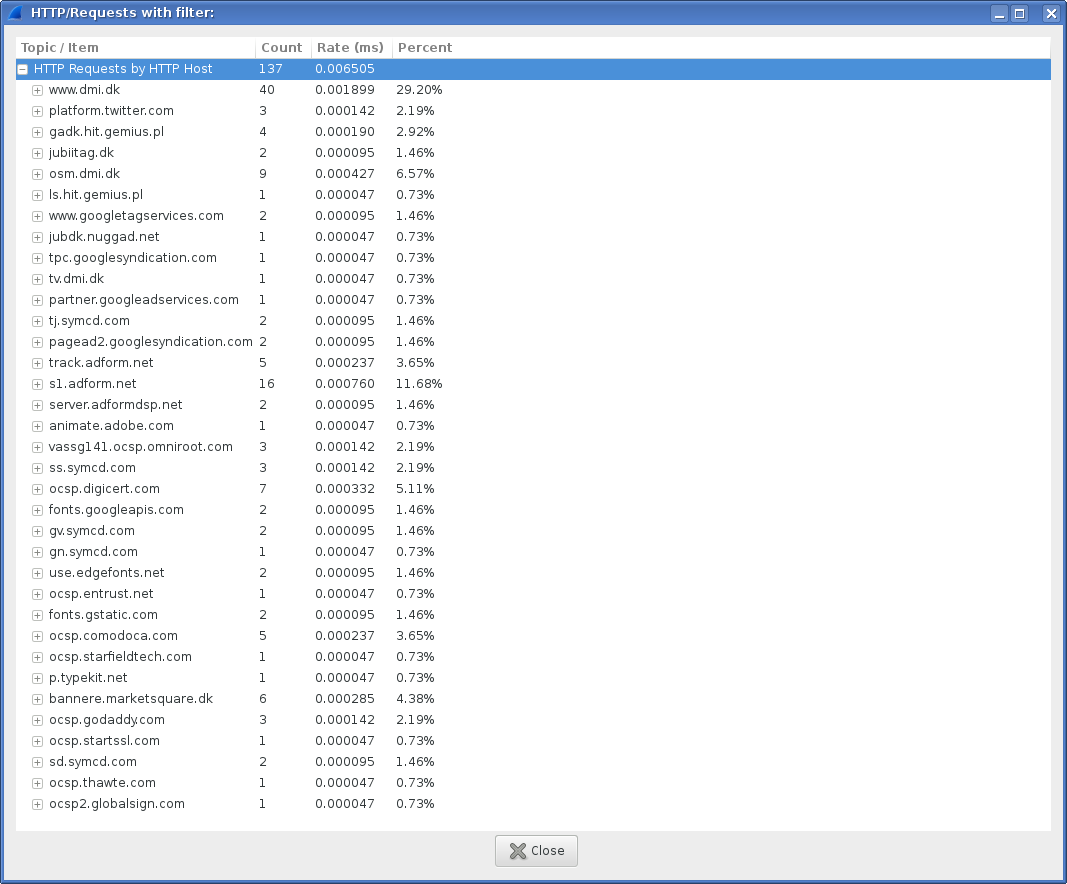 HTTP/Requests with filter:
Topic / Item Count Rate (ms) Percent
HTTP Requests by HTTP Host 137 0.006505
www.dmi.dk 40 0.001899 29.20%
platform.twitter.com 3 0.000142 2.19%
gadk.hit.gemius.pl 4 0.000190 2.92%
jubiitag.dk 2 0.000095 1.46%
osm.dmi.dk 9 0.000427 6.57%
ls.hit.gemius.pl 1 0.000047 0.73%
www.googletagservices.com 2 0.000095 1.46%
jubdk.nuggad.net 1 0.000047 0.73%
tpc.googlesyndication.com 1 0.000047 0.73%
tv.dmi.dk 1 0.000047 0.73%
partner.googleadservices.com 1 0.000047 0.73%
tj.symcd.com 2 0.000095 1.46%
pagead2.googlesyndication.com 2 0.000095 1.46%
track.adform.net 5 0.000237 3.65%
s1.adform.net 16 0.000760 11.68%
server.adformdsp.net 2 0.000095 1.46%
animate.adobe.com 1 0.000047 0.73%
vassg141.ocsp.omniroot.com 3 0.000142 2.19%
ss.symcd.com 3 0.000142 2.19%
ocsp.digicert.com 7 0.000332 5.11%
fonts.googleapis.com 2 0.000095 1.46%
gv.symcd.com 2 0.000095 1.46%
gn.symcd.com 1 0.000047 0.73%
use.edgefonts.net 2 0.000095 1.46%
ocsp.entrust.net 1 0.000047 0.73%
fonts.gstatic.com 2 0.000095 1.46%
ocsp.comodoca.com 5 0.000237 3.65%
ocsp.starfieldtech.com 1 0.000047 0.73%
p.typekit.net 1 0.000047 0.73%
bannere.marketsquare.dk 6 0.000285 4.38%
ocsp.godaddy.com 3 0.000142 2.19%
ocsp.startssl.com 1 0.000047 0.73%
sd.symcd.com 2 0.000095 1.46%
ocsp.thawte.com 1 0.000047 0.73%
ocsp2.globalsign.com 1 0.000047 0.73%
Close